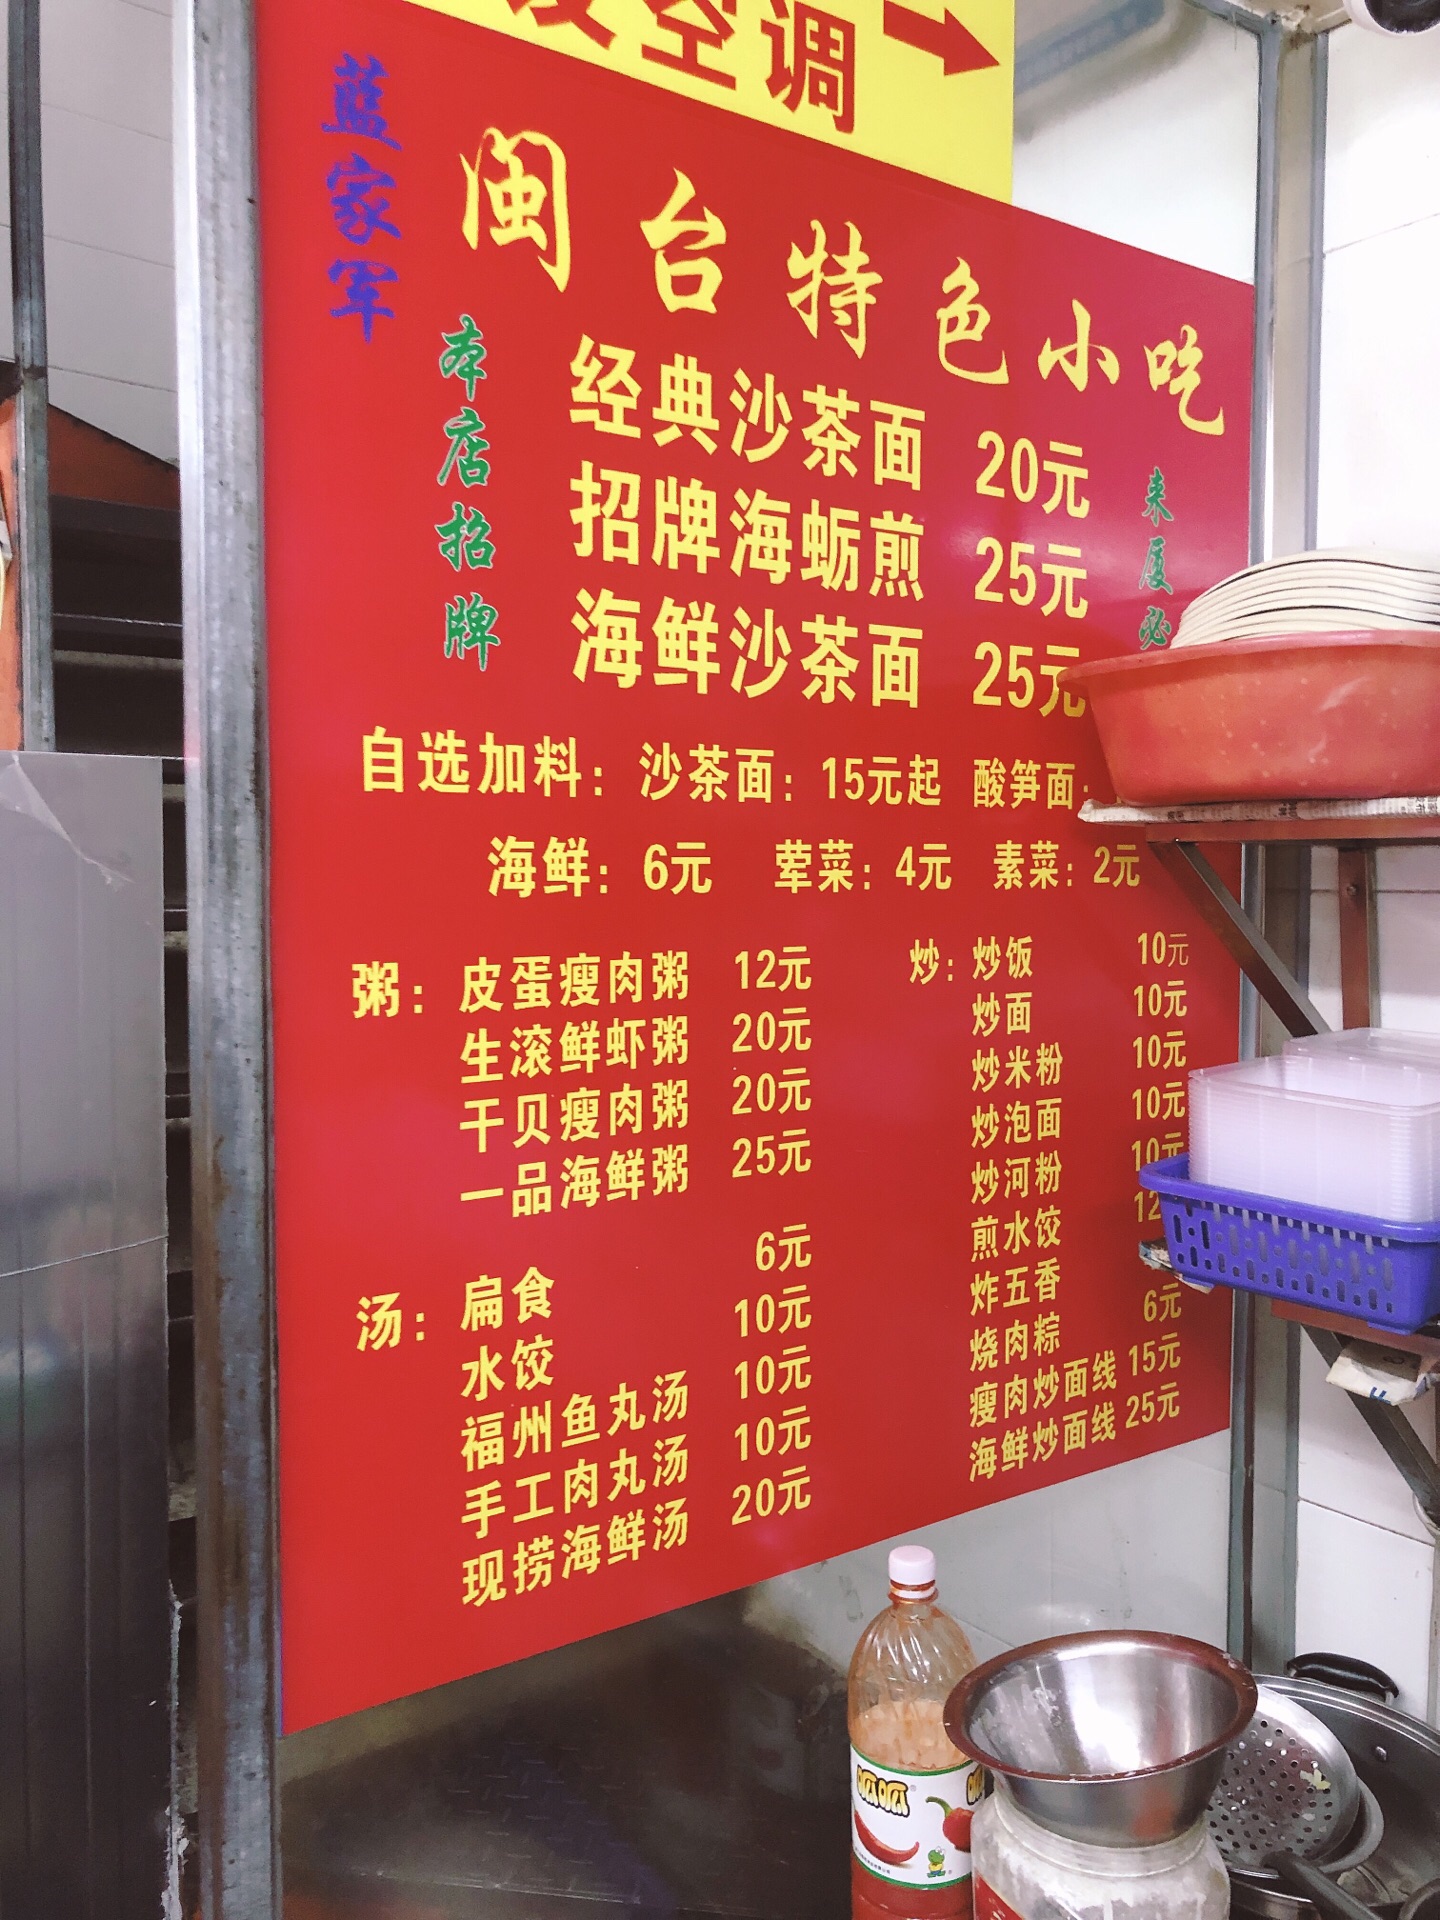 空调
蓝家军
闽台特色小吃
本店招牌
来厦必
经典沙茶面 20元
招牌海蛎煎 25元
海鲜沙茶面 25元
自选加料: 沙茶面: 15元起 酸笋面:
海鲜: 6元 荤菜: 4元 素菜: 2元
粥: 皮蛋瘦肉粥 12元
生滚鲜虾粥 20元
干贝瘦肉粥 20元
一品海鲜粥 25元
汤: 扁食 6元
水饺 10元
福州鱼丸汤 10元
手工肉丸汤 10元
现捞海鲜汤 20元
炒: 炒饭 10元
炒面 10元
炒米粉 10元
炒泡面 10元
炒河粉 10元
煎水饺 12
炸五香
烧肉粽 6元
瘦肉炒面线 15元
海鲜炒面线 25元